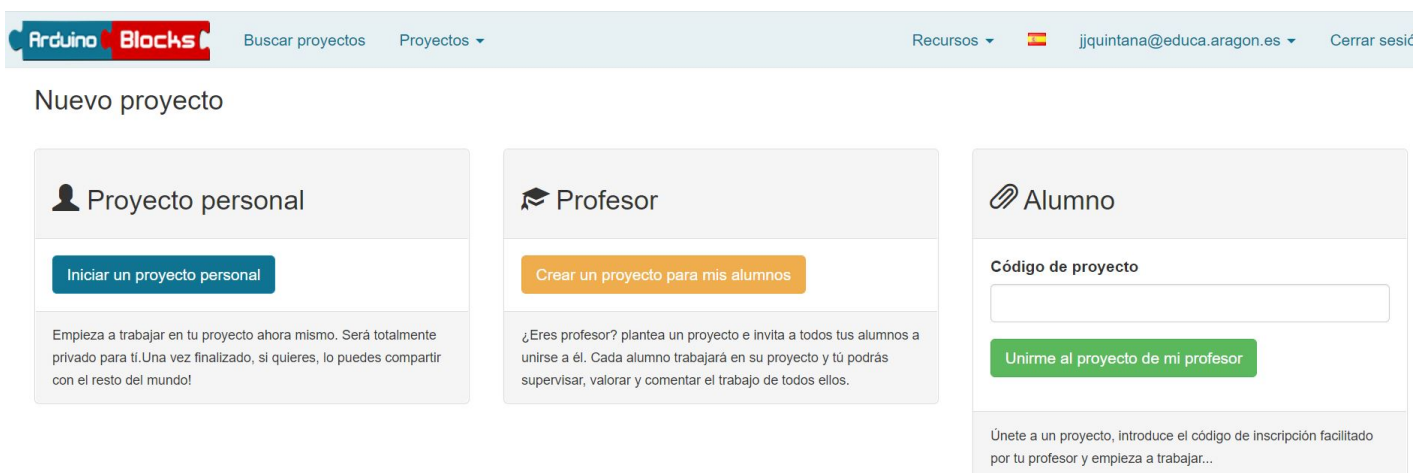 Arduino Blocks Buscar proyectos Proyectos Recursos jjquintana@educa.aragon.es Cerrar sesió
Nuevo proyecto
Proyecto personal
Iniciar un proyecto personal
Empieza a trabajar en tu proyecto ahora mismo. Será totalmente
privado para tí.Una vez finalizado, si quieres, lo puedes compartir
con el resto del mundo!
Profesor
Crear un proyecto para mis alumnos
¿Eres profesor? plantea un proyecto e invita a todos tus alumnos a
unirse a él. Cada alumno trabajará en su proyecto y tú podrás
supervisar, valorar y comentar el trabajo de todos ellos.
Alumno
Código de proyecto
Unirme al proyecto de mi profesor
Únete a un proyecto, introduce el código de inscripción facilitado
por tu profesor y empieza a trabajar...